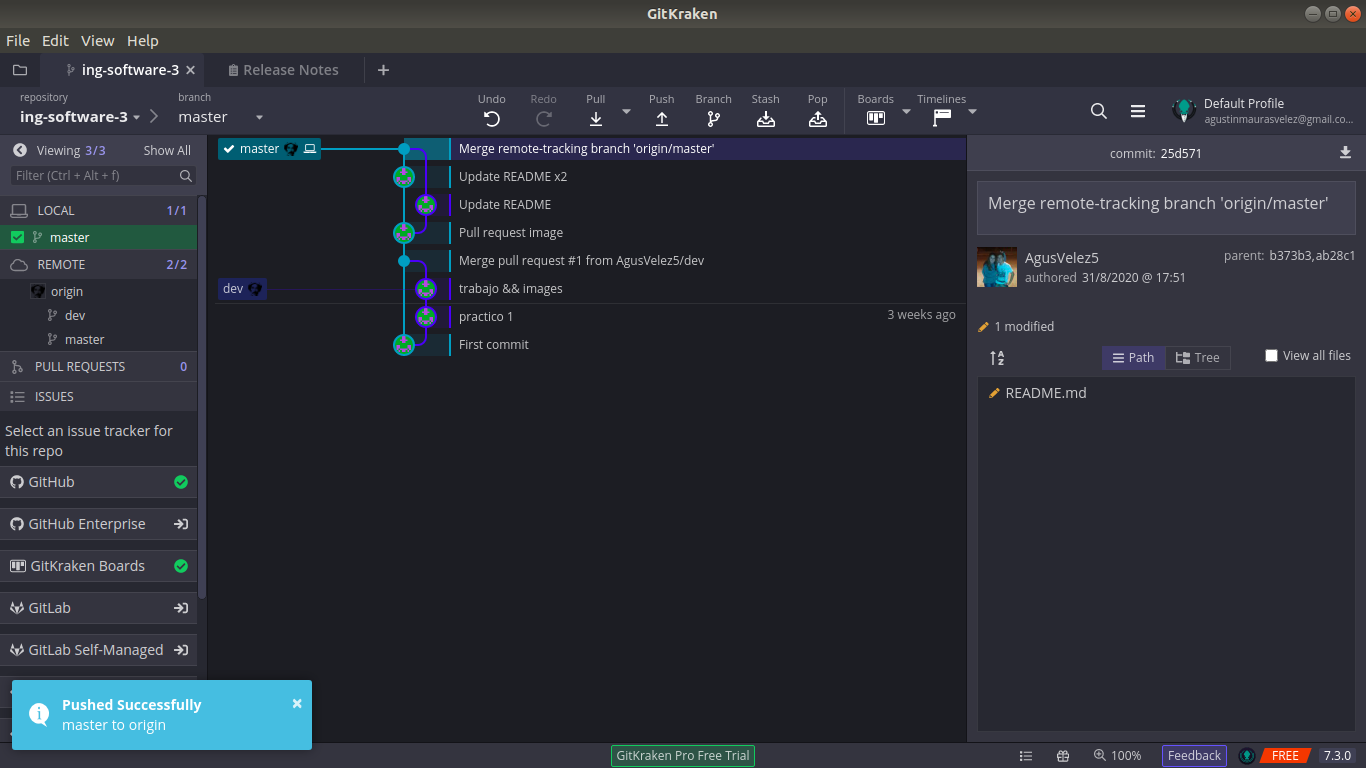 GitKraken
File Edit View Help
ing-software-3 Release Notes
repository branch
ing-software-3 master
Undo Redo Pull Push Branch Stash Pop Boards Timelines
Default Profile
agustinmaurasvelez@gmail.co...
Viewing 3/3 Show All
Filter (Ctrl + Alt + f)
LOCAL 1/1
master
REMOTE 2/2
origin
dev
master
PULL REQUESTS 0
ISSUES
Select an issue tracker for
this repo
GitHub
GitHub Enterprise
GitKraken Boards
GitLab
GitLab Self-Managed
master Merge remote-tracking branch 'origin/master'
Update README x2
Update README
Pull request image
Merge pull request #1 from AgusVelez5/dev
dev trabajo && images
practico 1 3 weeks ago
First commit
commit: 25d571
Merge remote-tracking branch 'origin/master'
AgusVelez5 parent: b373b3,ab28c1
authored 31/8/2020 @ 17:51
1 modified
Path Tree View all files
README.md
Pushed Successfully
master to origin
GitKraken Pro Free Trial 100% Feedback FREE 7.3.0